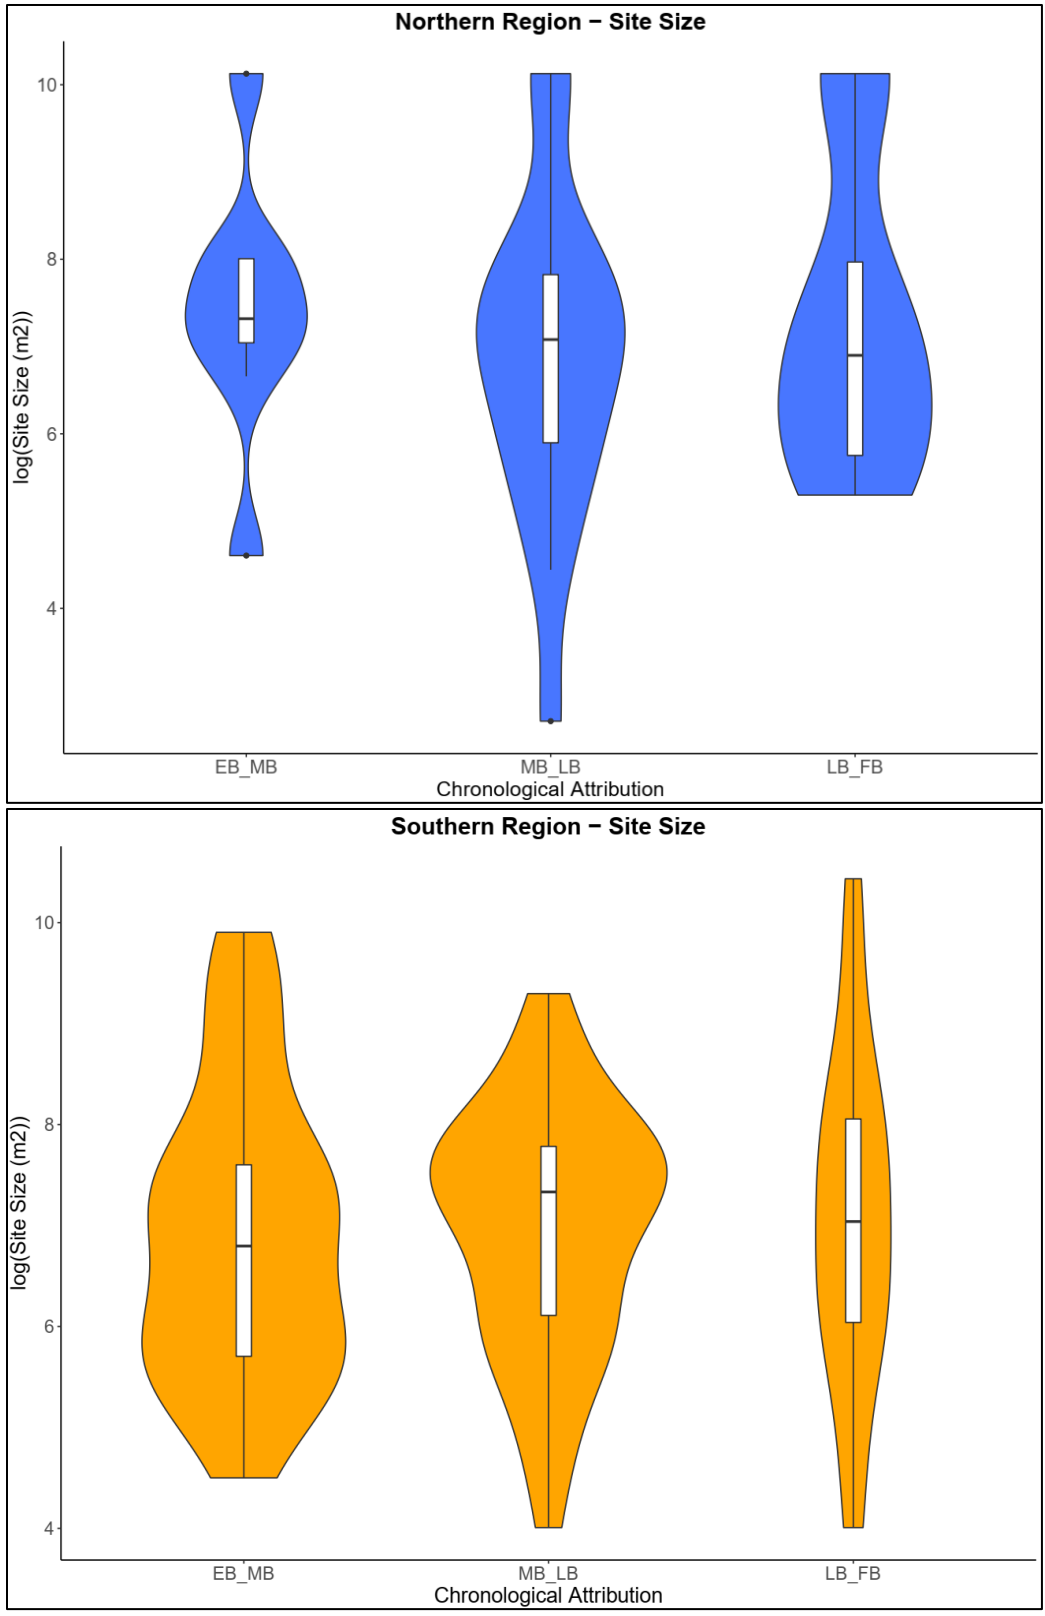 Northern Region − Site Size
log(Site Size (m2))
10
8
6
4
EB_MB
MB_LB
LB_FB
Chronological Attribution
Southern Region − Site Size
log(Site Size (m2))
10
8
6
4
EB_MB
MB_LB
LB_FB
Chronological Attribution